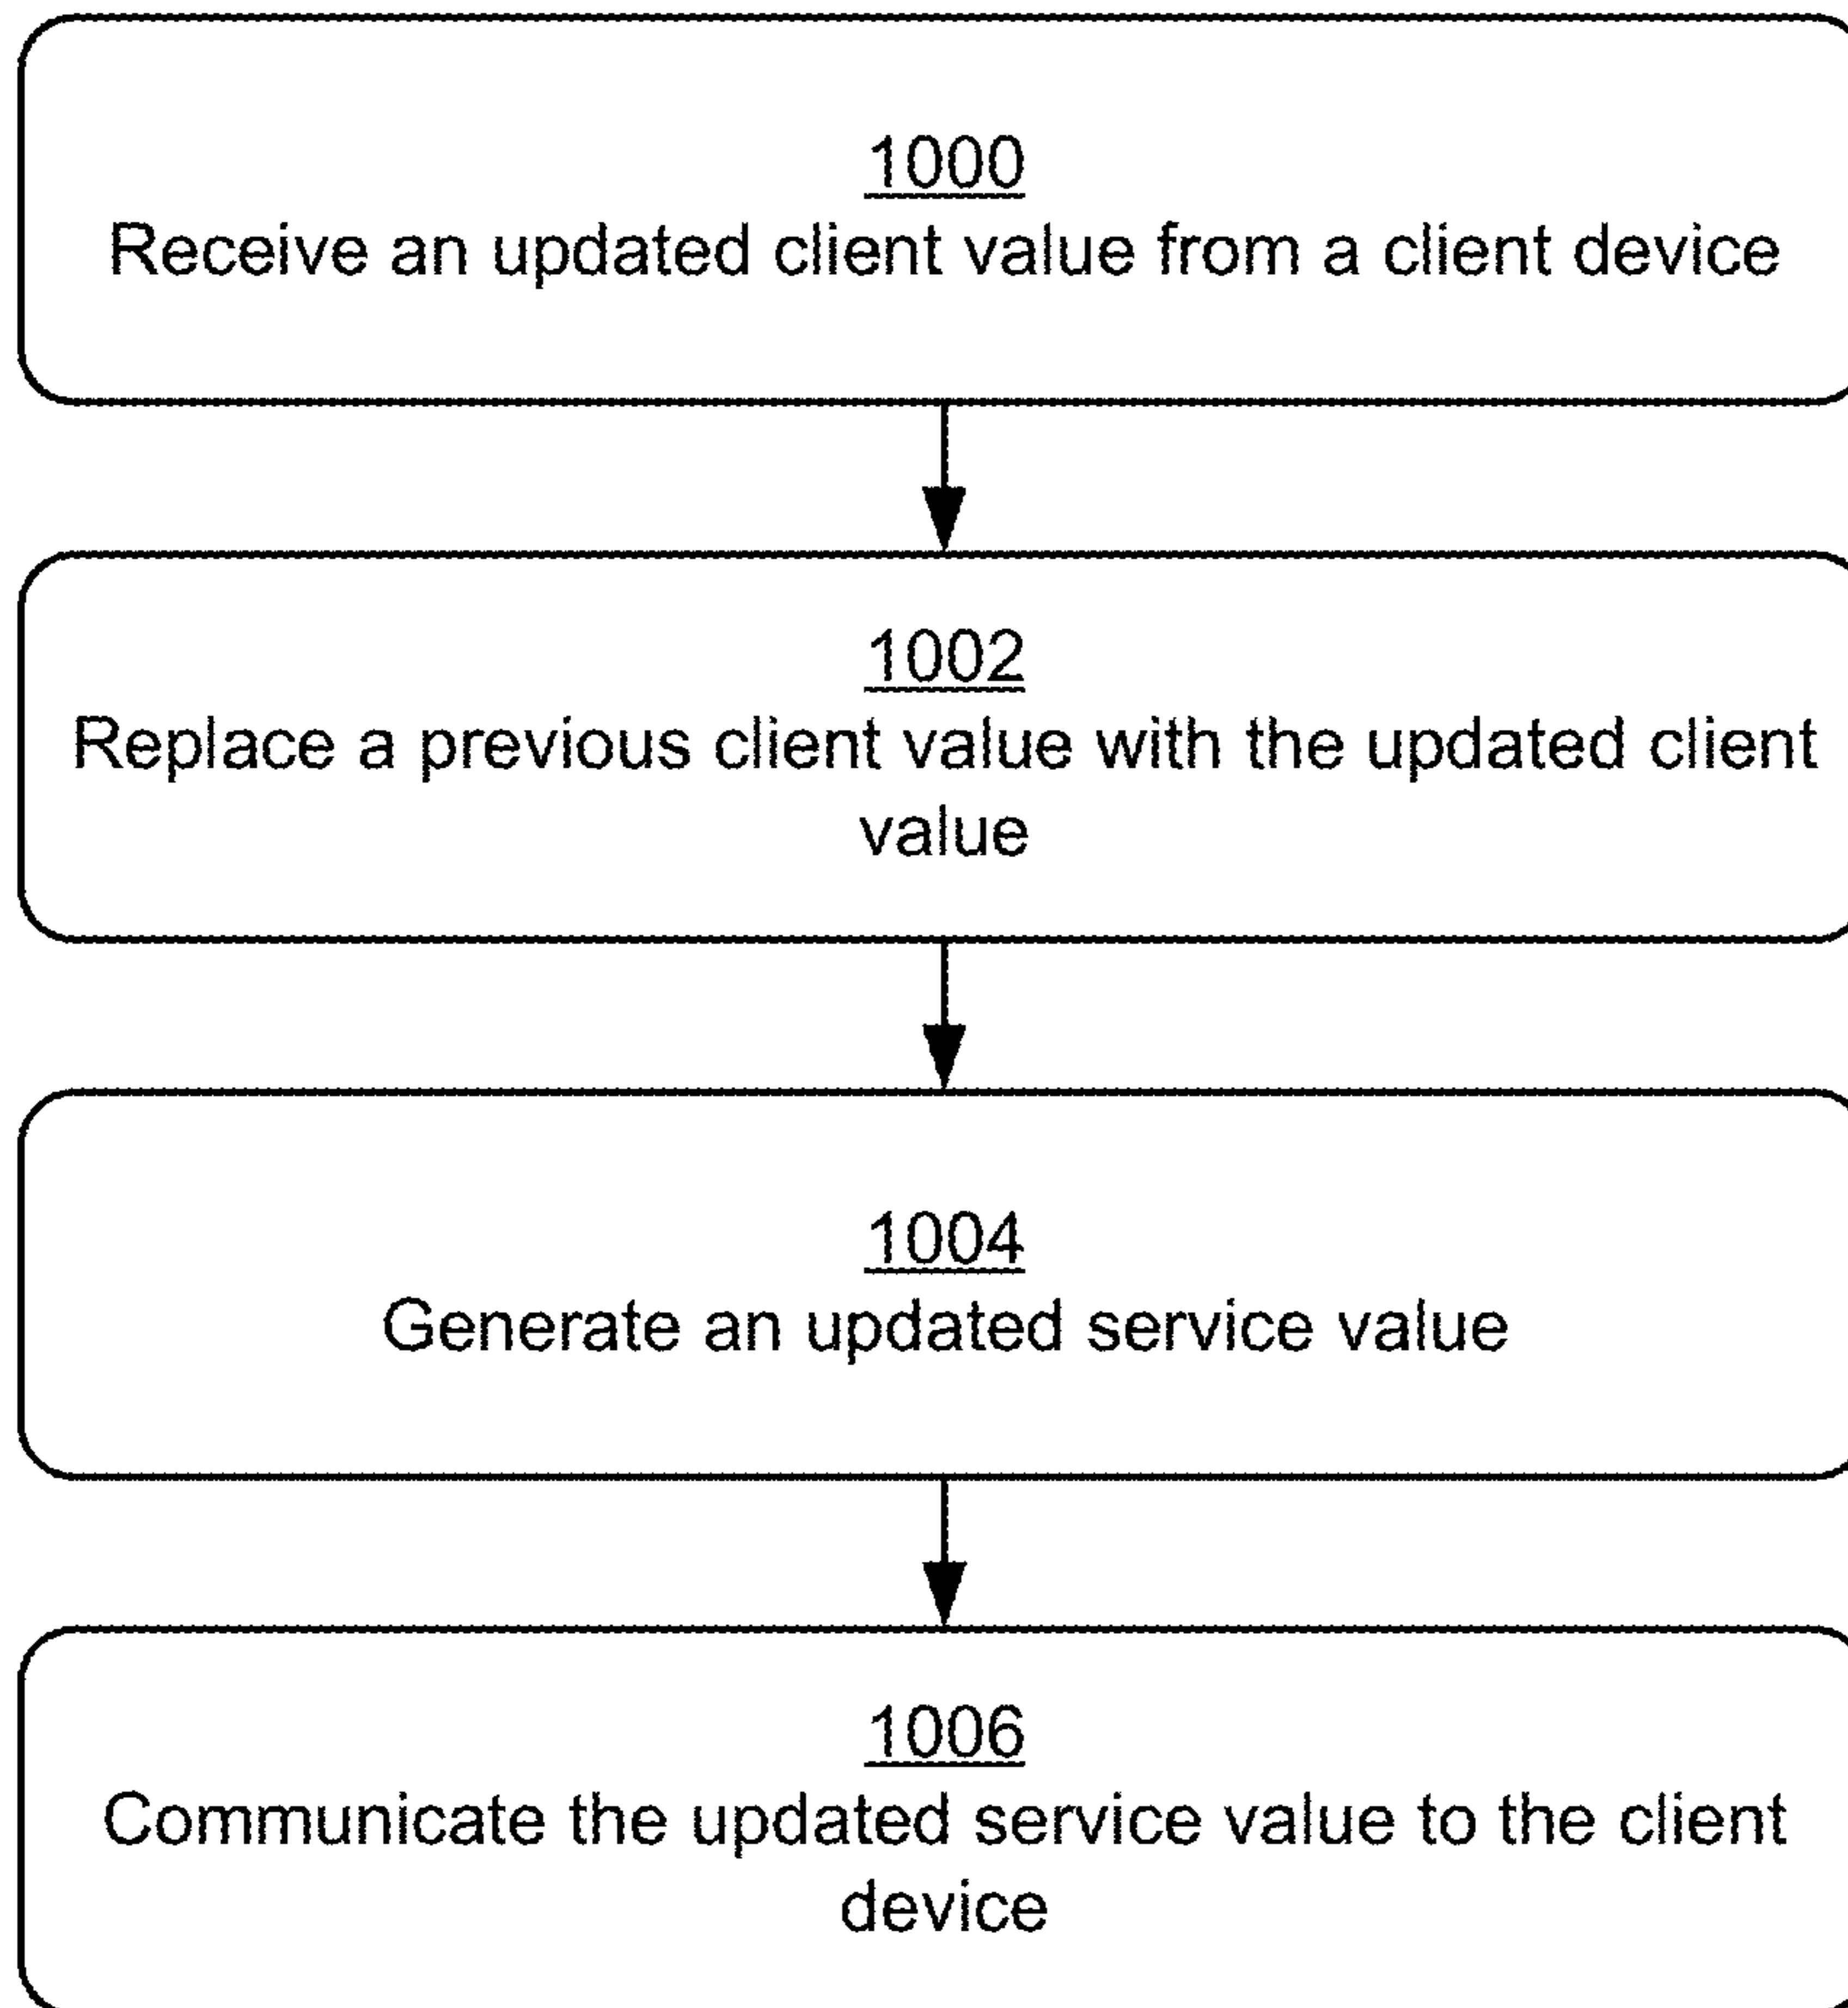 1000
Receive an updated client value from a client device
1002
Replace a previous client value with the updated client
value
1004
Generate an updated service value
1006
Communicate the updated service value to the client
device